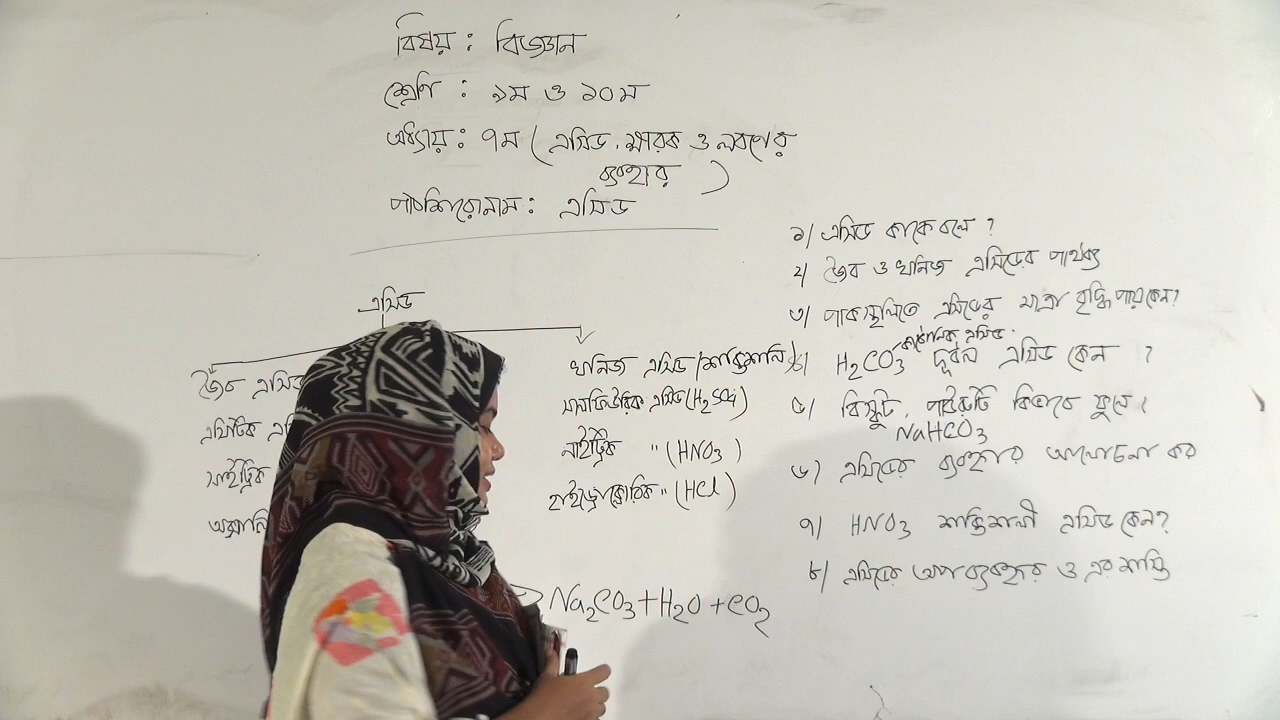 বিষয় : বিজ্ঞান
শ্রেণি : ৯ম ও ১০ম
অধ্যায় : ৭ম ( এসিড, ক্ষারক ও লবণের
ব্যবহার )
পাঠশিরোনাম : এসিড
এসিড
জৈব এসিড
এসিটিক
সাইট্রিক
খনিজ এসিড/শক্তিশালী
সালফিউরিক এসিড (H₂SO₄)
নাইট্রিক " (HNO₃)
হাইড্রোক্লোরিক " (HCl)
Na₂CO₃+H₂O+CO₂
১/ এসিড কাকে বলে ?
২/ জৈব ও খনিজ এসিডের পার্থক্য
৩/ পাকস্থলিতে এসিডের মাত্রা বৃদ্ধি পায় কেন?
কার্বোনিক এসিড
৪/ H₂CO₃ দুর্বল এসিড কেন ?
৫/ বিস্কুট, পাউরুটি কিভাবে ফুলে ?
NaHCO₃
৬/ এসিডের ব্যবহার আলোচনা কর
৭/ HNO₃ শক্তিশালী এসিড কেন?
৮/ এসিডের অপব্যবহার ও এর শাস্তি